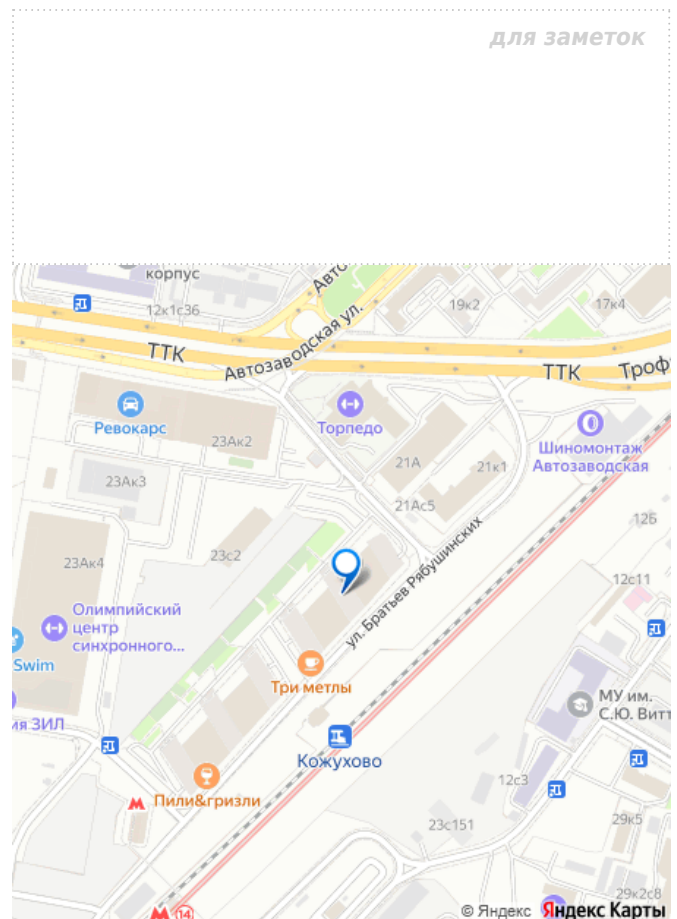 для заметок
корпус
Авто
12к1с36
19к2
17к4
Автозаводская ул.
ТТК
ТТК
Троф
Ревокарс
Торпедо
23Ак2
Шиномонтаж
Автозаводская
21А
21к1
23Ак3
21Ас5
12Б
23Ак4
23с2
ул. Братьев Рябушинских
12с11
Олимпийский
центр
синхронного...
Swim
Три метлы
МУ им.
С.Ю. Витт
ия ЗИЛ
Кожухово
Пили&гризли
12с3
23с151
29к5
29к2с8
14
© Яндекс Яндекс Карты